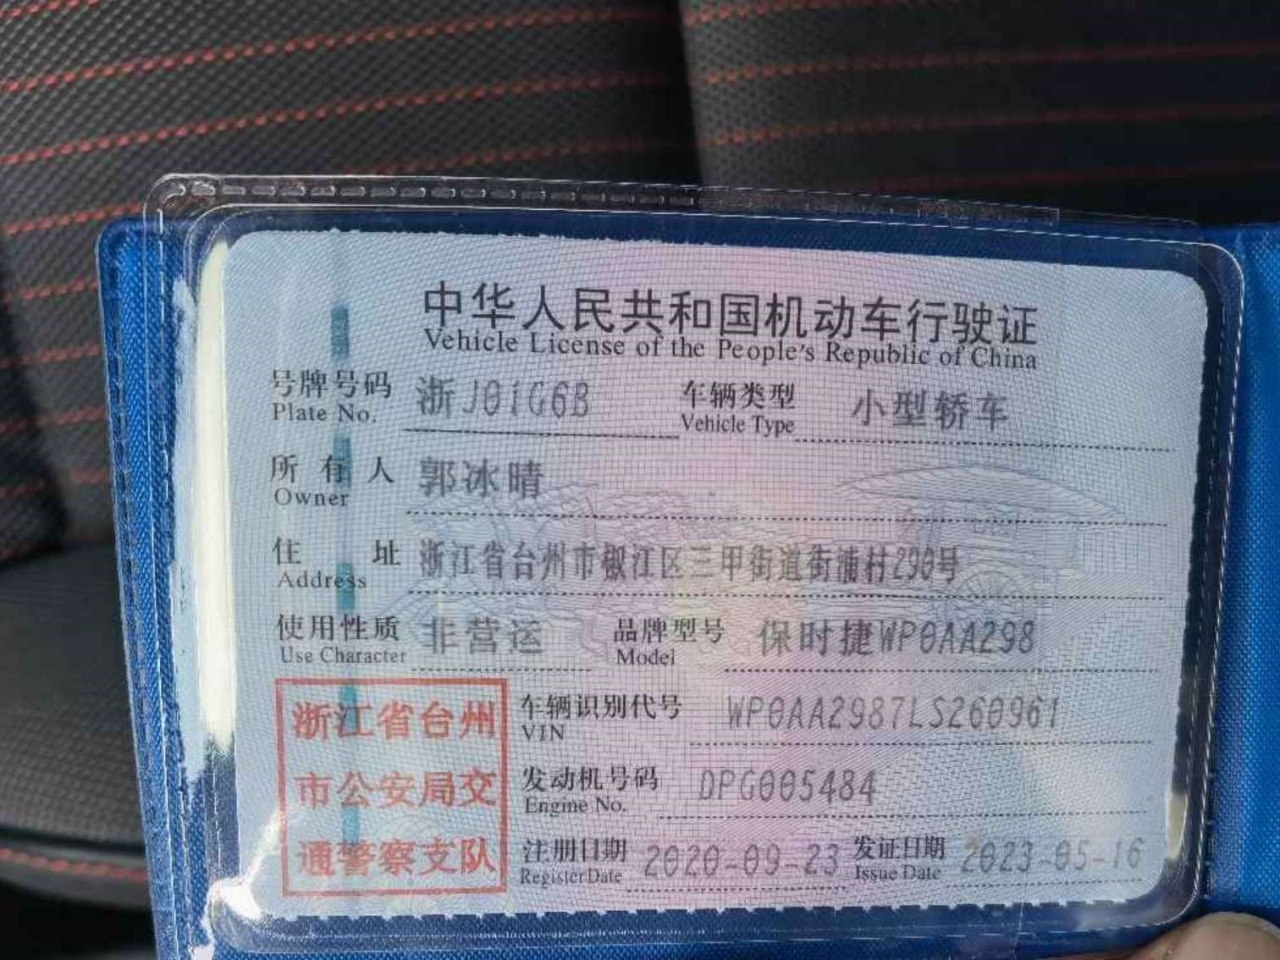 中华人民共和国机动车行驶证
Vehicle License of the People's Republic of China
号牌号码 浙J01G6B 车辆类型 小型轿车
Plate No. Vehicle Type
所有人 郭冰晴
Owner
住址 浙江省台州市椒江区三甲街道街浦村290号
Address
使用性质 非营运 品牌型号 保时捷WP0AA298
Use Character Model
浙江省台州
市公安局交
通警察支队
车辆识别代号 WP0AA2987LS260961
VIN
发动机号码 DPG005484
Engine No.
注册日期 2020-09-23 发证日期 2023-05-16
Register Date Issue Date